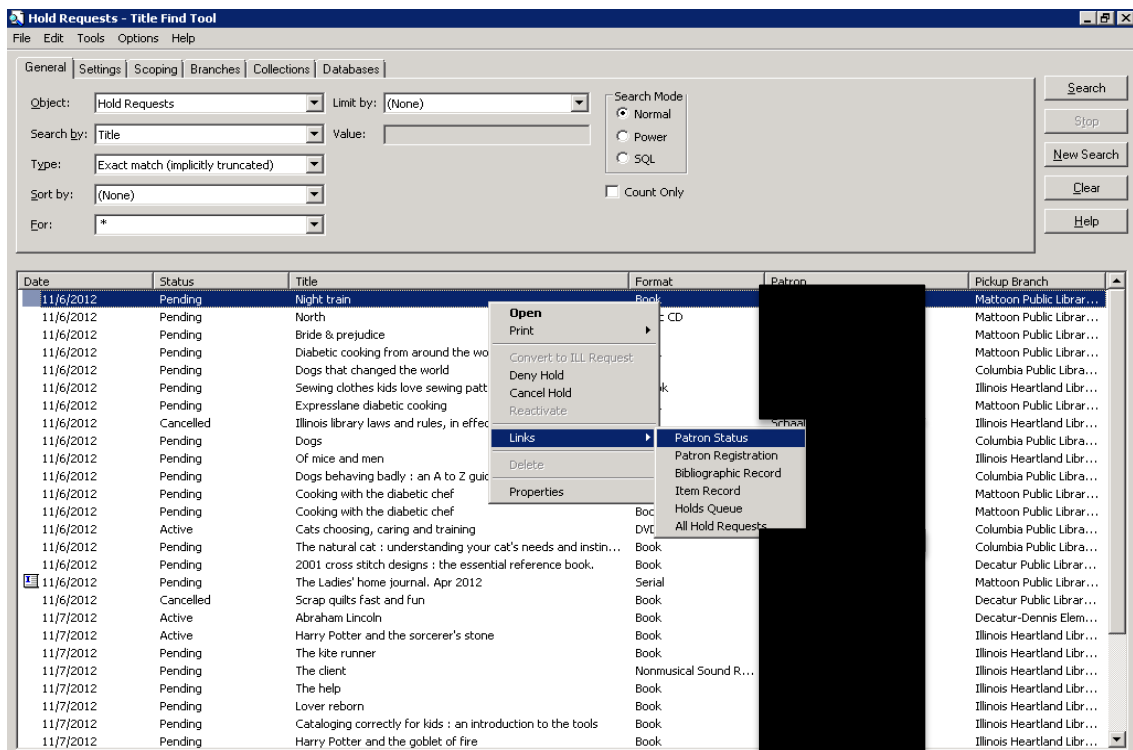 Hold Requests - Title Find Tool
File Edit Tools Options Help
General Settings Scoping Branches Collections Databases
Object: Hold Requests Limit by: (None) Search Mode Search
Normal
Search by: Title Value: Power Stop
Type: Exact match (implicitly truncated) SQL New Search
Sort by: (None) Count Only Clear
For: * Help
Date Status Title Format Patron Pickup Branch
11/6/2012 Pending Night train Book Mattoon Public Librar...
11/6/2012 Pending North CD Mattoon Public Librar...
11/6/2012 Pending Bride & prejudice Mattoon Public Librar...
11/6/2012 Pending Diabetic cooking from around the wo Mattoon Public Librar...
11/6/2012 Pending Dogs that changed the world Columbia Public Libra...
11/6/2012 Pending Sewing clothes kids love sewing patt Illinois Heartland Libr...
11/6/2012 Pending Expresslane diabetic cooking Mattoon Public Librar...
11/6/2012 Cancelled Illinois library laws and rules, in effec Schaal Illinois Heartland Libr...
11/6/2012 Pending Dogs Columbia Public Libra...
11/6/2012 Pending Of mice and men Illinois Heartland Libr...
11/6/2012 Pending Dogs behaving badly : an A to Z guid Columbia Public Libra...
11/6/2012 Pending Cooking with the diabetic chef Mattoon Public Librar...
11/6/2012 Pending Cooking with the diabetic chef Mattoon Public Librar...
11/6/2012 Active Cats choosing, caring and training DVD Columbia Public Libra...
11/6/2012 Pending The natural cat : understanding your cat's needs and instin... Book Columbia Public Libra...
11/6/2012 Pending 2001 cross stitch designs : the essential reference book. Book Decatur Public Librar...
11/6/2012 Pending The Ladies' home journal. Apr 2012 Serial Mattoon Public Librar...
11/6/2012 Cancelled Scrap quilts fast and fun Book Decatur Public Librar...
11/7/2012 Active Abraham Lincoln Book Decatur-Dennis Elem...
11/7/2012 Active Harry Potter and the sorcerer's stone Book Illinois Heartland Libr...
11/7/2012 Pending The kite runner Book Illinois Heartland Libr...
11/7/2012 Pending The client Nonmusical Sound R... Illinois Heartland Libr...
11/7/2012 Pending The help Book Illinois Heartland Libr...
11/7/2012 Pending Lover reborn Book Illinois Heartland Libr...
11/7/2012 Pending Cataloging correctly for kids : an introduction to the tools Book Illinois Heartland Libr...
11/7/2012 Pending Harry Potter and the goblet of fire Book Illinois Heartland Libr...
Open
Print
Convert to ILL Request
Deny Hold
Cancel Hold
Reactivate
Links
Delete
Properties
Patron Status
Patron Registration
Bibliographic Record
Item Record
Holds Queue
All Hold Requests